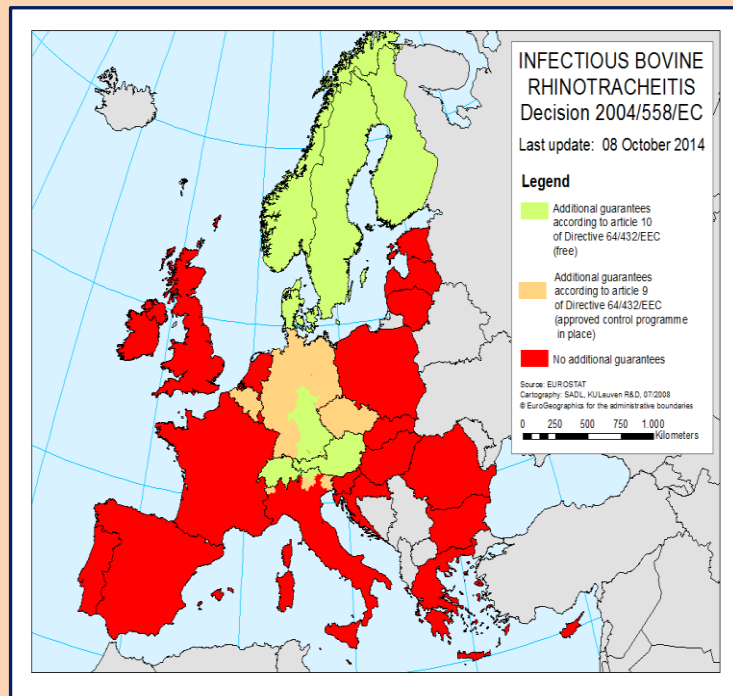 INFECTIOUS BOVINE
RHINOTRACHEITIS
Decision 2004/558/EC
Last update: 08 October 2014
Legend
Additional guarantees
according to article 10
of Directive 64/432/EEC
(free)
Additional guarantees
according to article 9
of Directive 64/432/EEC
(approved control programme
in place)
No additional guarantees
Source: EUROSTAT
Cartography: SADL, KULeuven R&D, 07/2008
© EuroGeographics for the administrative boundaries
0 250 500 750 1.000
Kilometers